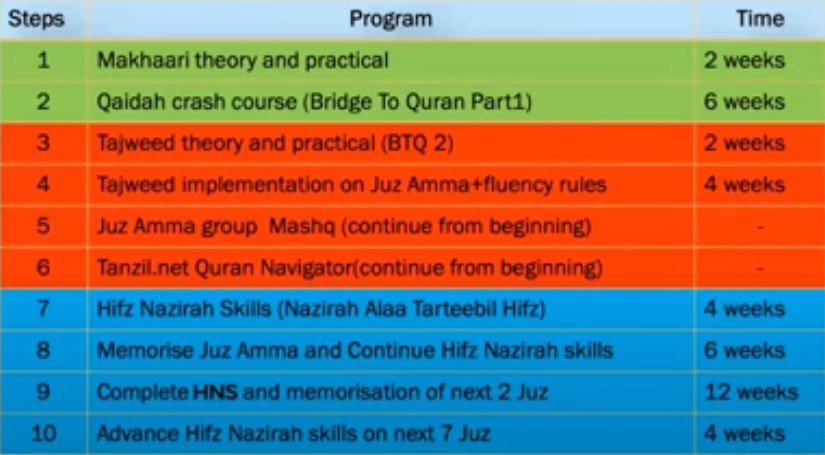 Steps Program Time
1 Makhaari theory and practical 2 weeks
2 Qaidah crash course (Bridge To Quran Part1) 6 weeks
3 Tajweed theory and practical (BTQ 2) 2 weeks
4 Tajweed implementation on Juz Amma+fluency rules 4 weeks
5 Juz Amma group Mashq (continue from beginning) -
6 Tanzil.net Quran Navigator(continue from beginning) -
7 Hifz Nazirah Skills (Nazirah Alaa Tarteebil Hifz) 4 weeks
8 Memorise Juz Amma and Continue Hifz Nazirah skills 6 weeks
9 Complete HNS and memorisation of next 2 Juz 12 weeks
10 Advance Hifz Nazirah skills on next 7 Juz 4 weeks